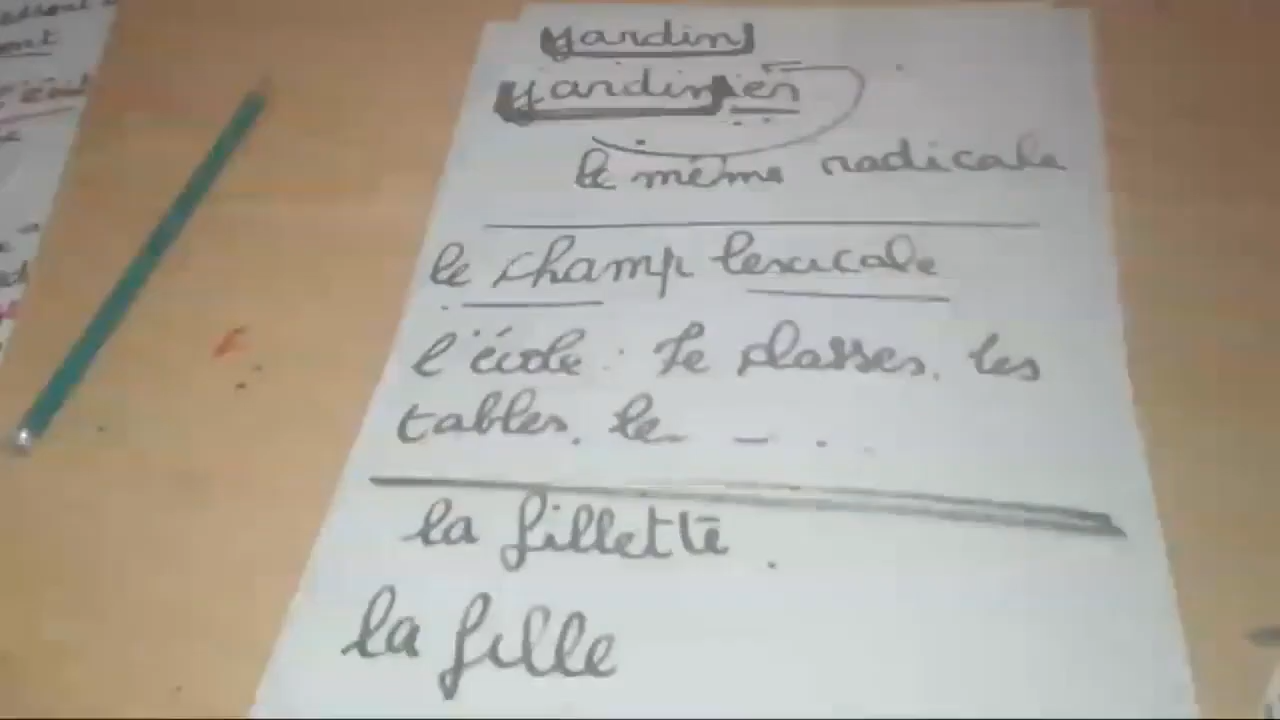 jardin
jardinier
le même radicale
le champ lexicale
l'école : Le classes, les
tables, le - . .
la fillette .
la fille